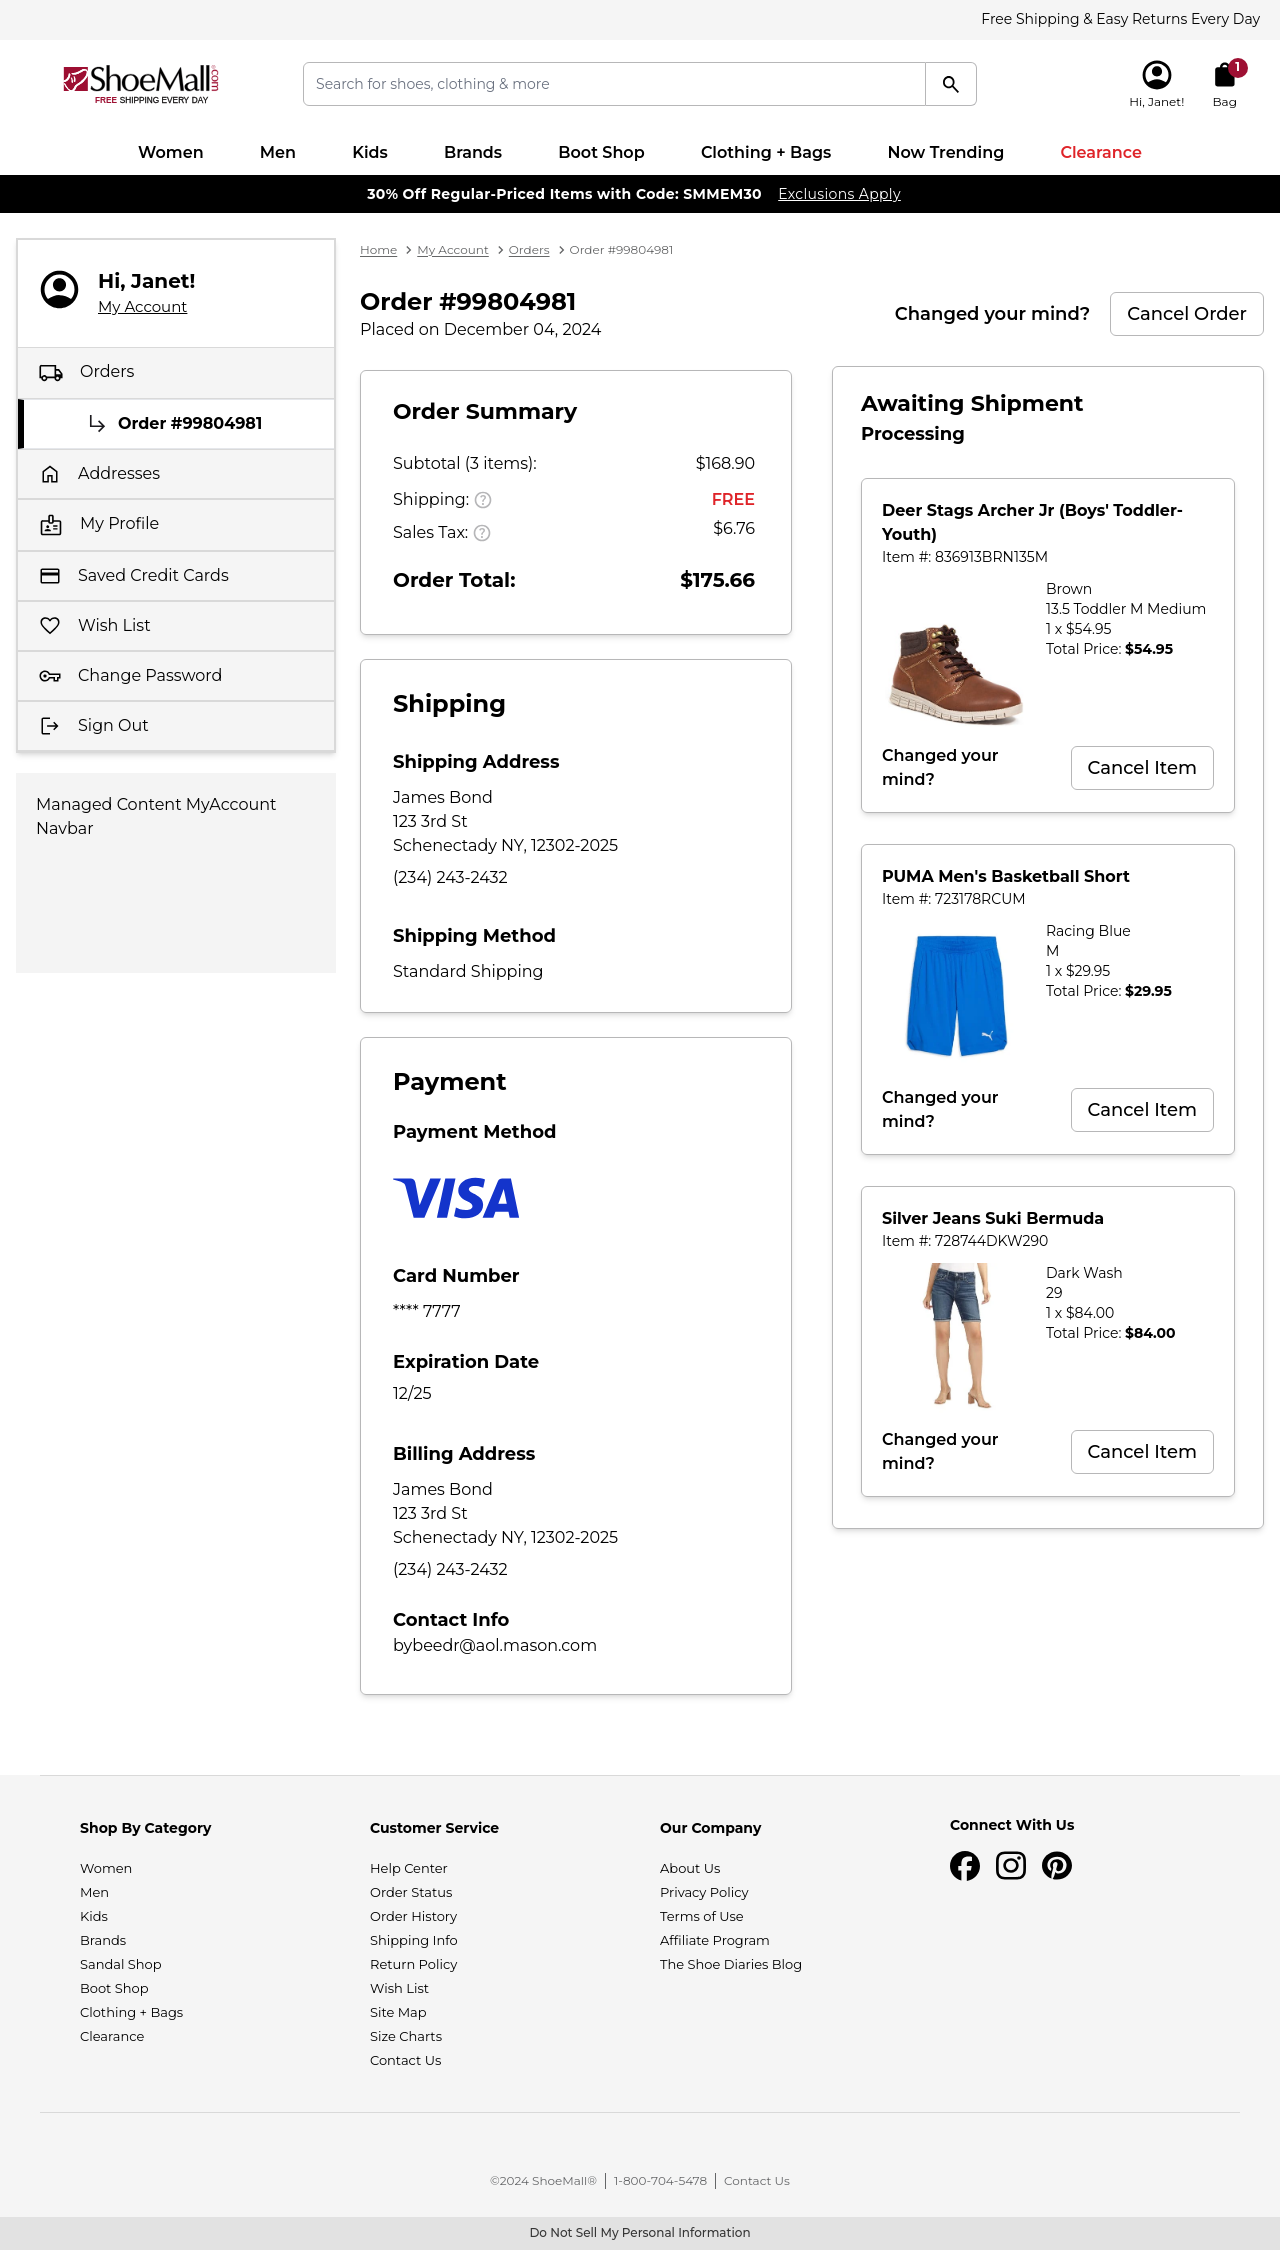 Free Shipping & Easy Returns Every Day
ShoeMall.com
FREE SHIPPING EVERY DAY
Search for shoes, clothing & more
Hi, Janet!
1
Bag
Women
Men
Kids
Brands
Boot Shop
Clothing + Bags
Now Trending
Clearance
30% Off Regular-Priced Items with Code: SMMEM30 Exclusions Apply
Hi, Janet!
My Account
Orders
Order #99804981
Addresses
My Profile
Saved Credit Cards
Wish List
Change Password
Sign Out
Managed Content MyAccount
Navbar
Home > My Account > Orders > Order #99804981
Order #99804981
Placed on December 04, 2024
Changed your mind?
Cancel Order
Order Summary
Subtotal (3 items): $168.90
Shipping: ? FREE
Sales Tax: ? $6.76
Order Total: $175.66
Shipping
Shipping Address
James Bond
123 3rd St
Schenectady NY, 12302-2025
(234) 243-2432
Shipping Method
Standard Shipping
Payment
Payment Method
VISA
Card Number
**** 7777
Expiration Date
12/25
Billing Address
James Bond
123 3rd St
Schenectady NY, 12302-2025
(234) 243-2432
Contact Info
bybeedr@aol.mason.com
Awaiting Shipment
Processing
Deer Stags Archer Jr (Boys' Toddler-
Youth)
Item #: 836913BRN135M
Brown
13.5 Toddler M Medium
1 x $54.95
Total Price: $54.95
Changed your
mind?
Cancel Item
PUMA Men's Basketball Short
Item #: 723178RCUM
Racing Blue
M
1 x $29.95
Total Price: $29.95
Changed your
mind?
Cancel Item
Silver Jeans Suki Bermuda
Item #: 728744DKW290
Dark Wash
29
1 x $84.00
Total Price: $84.00
Changed your
mind?
Cancel Item
Shop By Category
Women
Men
Kids
Brands
Sandal Shop
Boot Shop
Clothing + Bags
Clearance
Customer Service
Help Center
Order Status
Order History
Shipping Info
Return Policy
Wish List
Site Map
Size Charts
Contact Us
Our Company
About Us
Privacy Policy
Terms of Use
Affiliate Program
The Shoe Diaries Blog
Connect With Us
©2024 ShoeMall® | 1-800-704-5478 | Contact Us
Do Not Sell My Personal Information